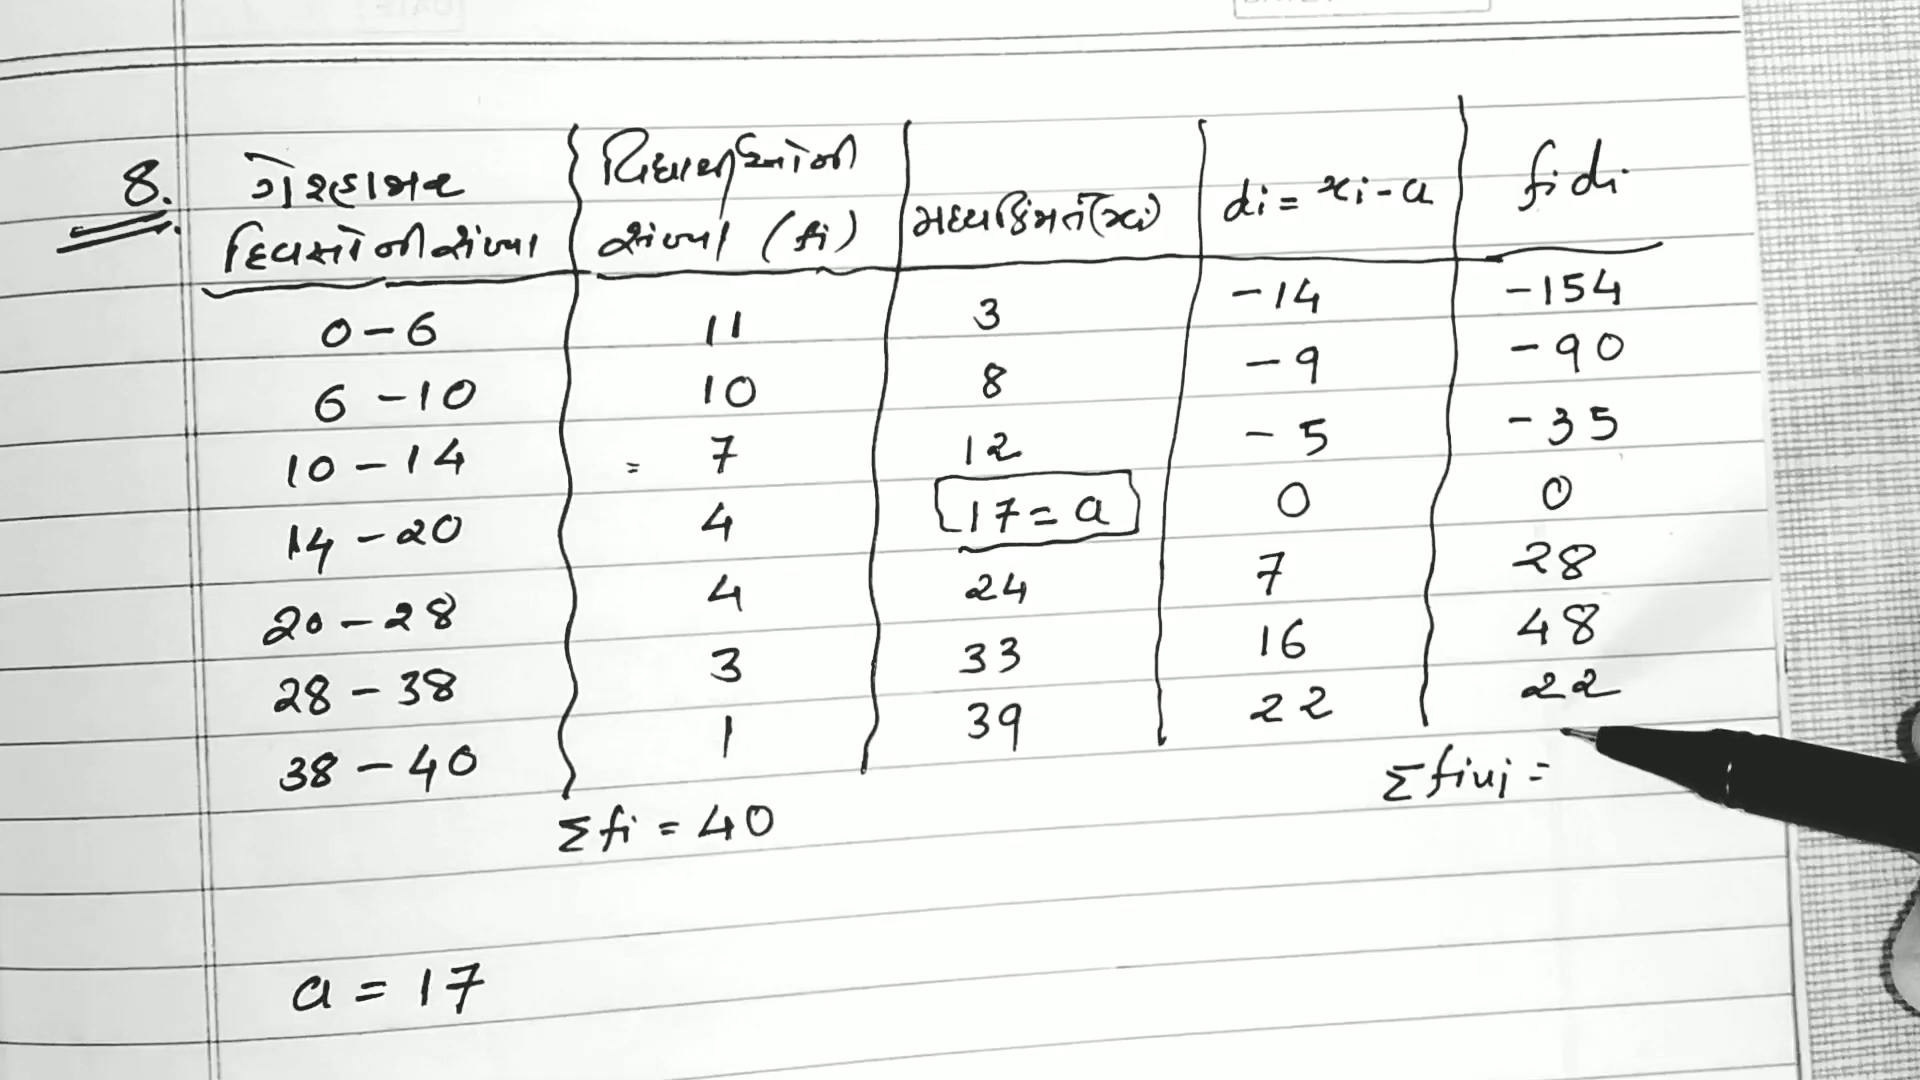 8. ગેરહાજર વિદ્યાર્થીઓની મધ્યકિંમત(xi) di = xi - a fidi
દિવસોની સંખ્યા સંખ્યા (fi)
0 - 6 11 3 -14 -154
6 - 10 10 8 -9 -90
10 - 14 = 7 12 -5 -35
14 - 20 4 17 = a 0 0
20 - 28 4 24 7 28
28 - 38 3 33 16 48
38 - 40 1 39 22 22
Σfi = 40 Σfiui =
a = 17